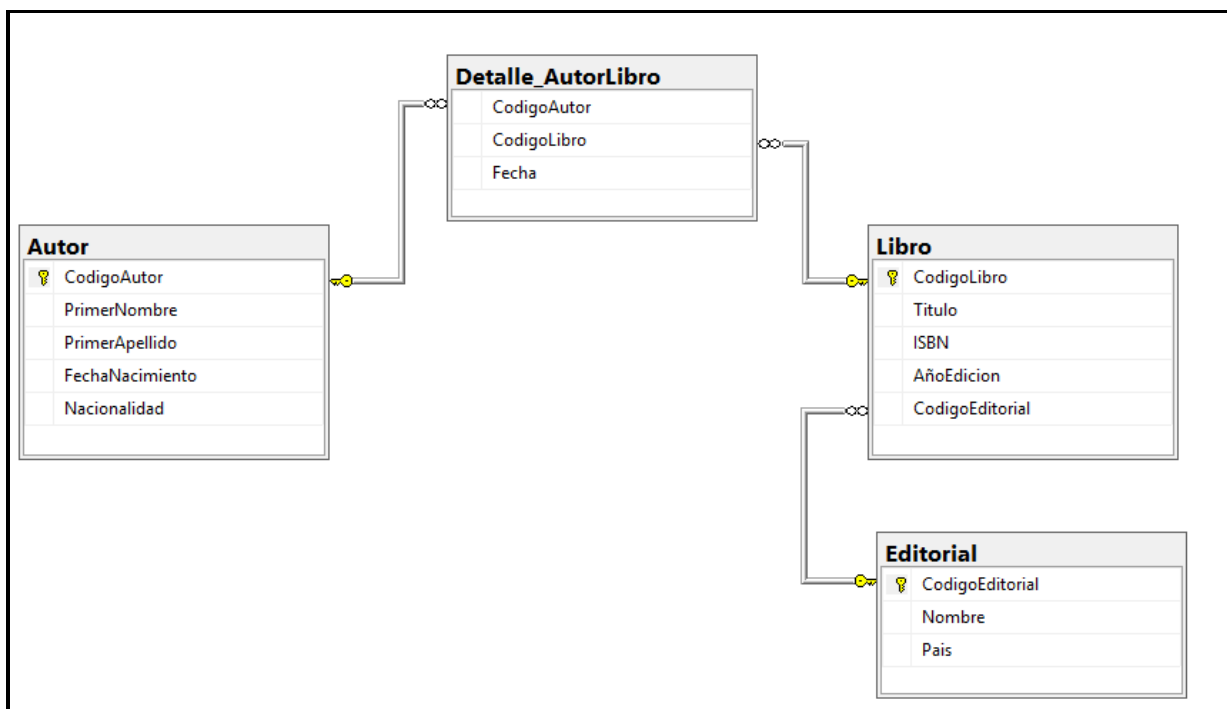 Detalle_AutorLibro
CodigoAutor
CodigoLibro
Fecha
Autor
CodigoAutor
PrimerNombre
PrimerApellido
FechaNacimiento
Nacionalidad
Libro
CodigoLibro
Titulo
ISBN
AñoEdicion
CodigoEditorial
Editorial
CodigoEditorial
Nombre
Pais